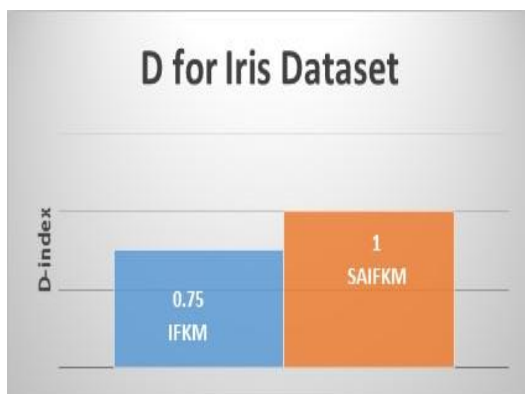 D for Iris Dataset
D-index
0.75
IFKM
1
SAIFKM